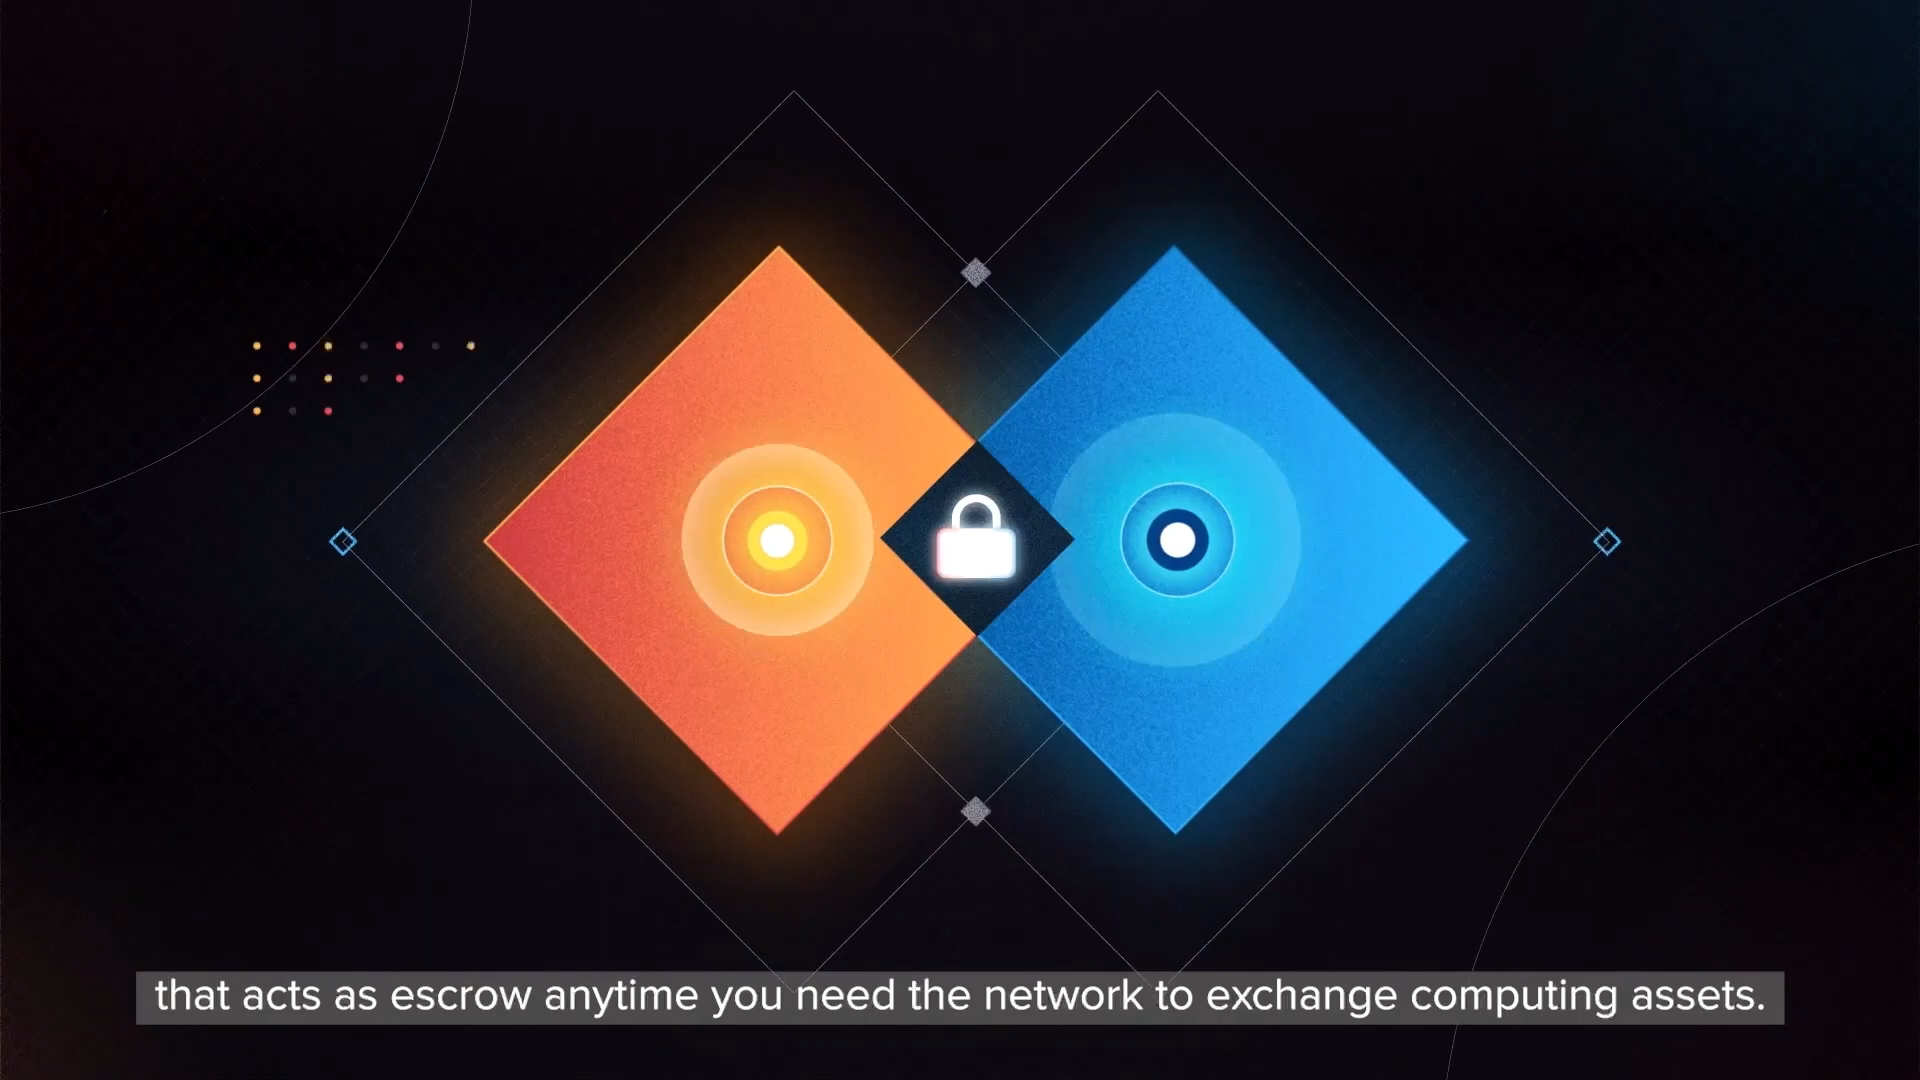 that acts as escrow anytime you need the network to exchange computing assets.